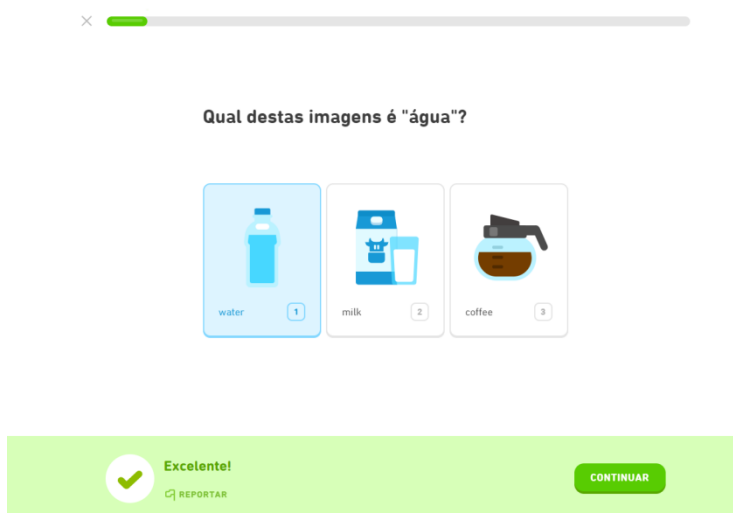 Qual destas imagens é "água"?
water 1
milk 2
coffee 3
Excelente!
REPORTAR
CONTINUAR